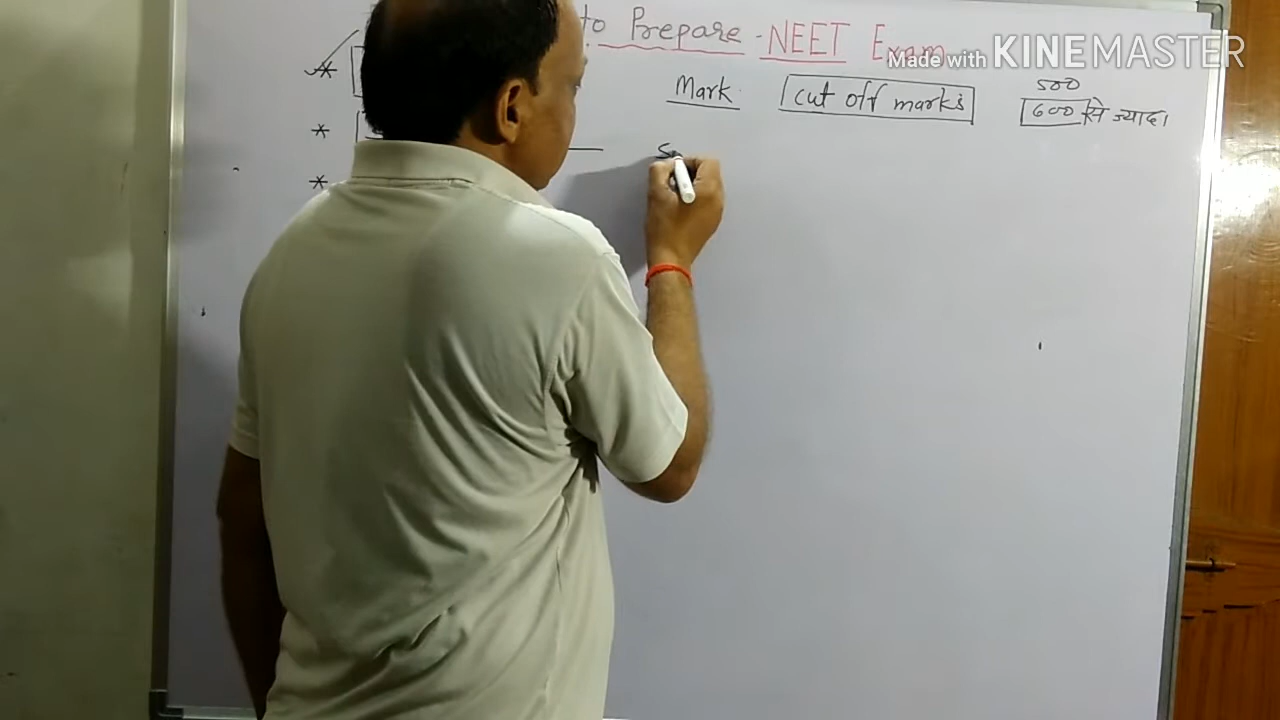 to Prepare - NEET Exam
Made with KINEMASTER
Mark cut off marks 500
600 से ज्यादा